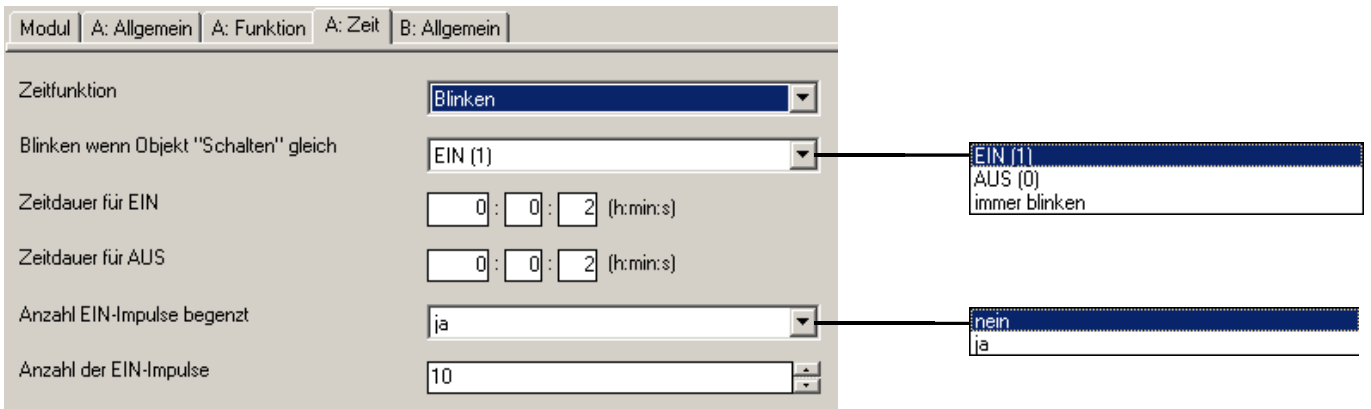 Modul A: Allgemein A: Funktion A: Zeit B: Allgemein
Zeitfunktion Blinken
Blinken wenn Objekt "Schalten" gleich EIN (1)
EIN (1)
AUS (0)
immer blinken
Zeitdauer für EIN 0 : 0 : 2 (h:min:s)
Zeitdauer für AUS 0 : 0 : 2 (h:min:s)
Anzahl EIN-Impulse begenzt ja
nein
ja
Anzahl der EIN-Impulse 10